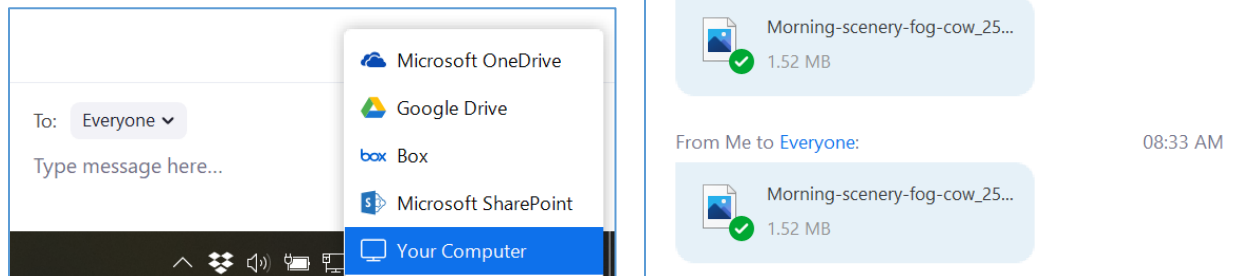 Microsoft OneDrive
Google Drive
To: Everyone
box Box
Type message here...
Microsoft SharePoint
S
Your Computer
Morning-scenery-fog-cow_25...
1.52 MB
From Me to Everyone: 08:33 AM
Morning-scenery-fog-cow_25...
1.52 MB